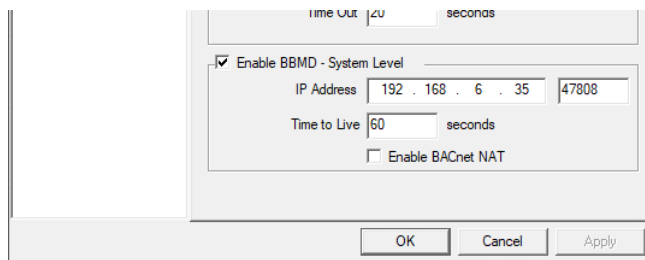 Time Out 20 seconds
Enable BBMD - System Level
IP Address 192 . 168 . 6 . 35 47808
Time to Live 60 seconds
Enable BACnet NAT
OK Cancel Apply